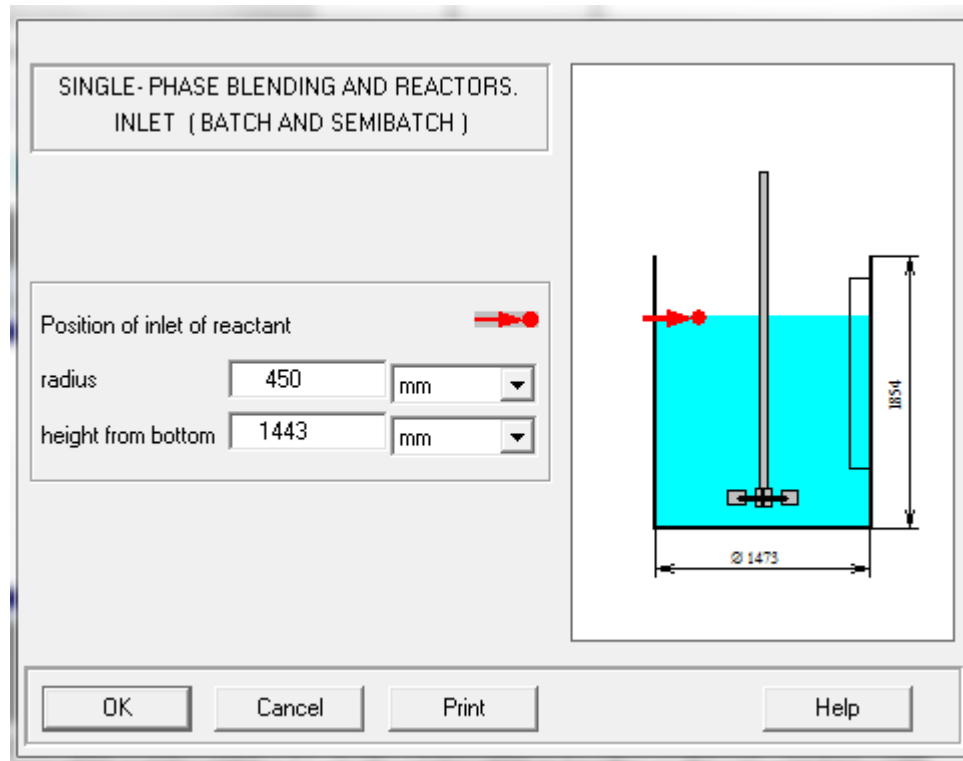 SINGLE- PHASE BLENDING AND REACTORS.
INLET ( BATCH AND SEMIBATCH )
Position of inlet of reactant
radius 450 mm
height from bottom 1443 mm
1854
Ø 1473
OK Cancel Print Help